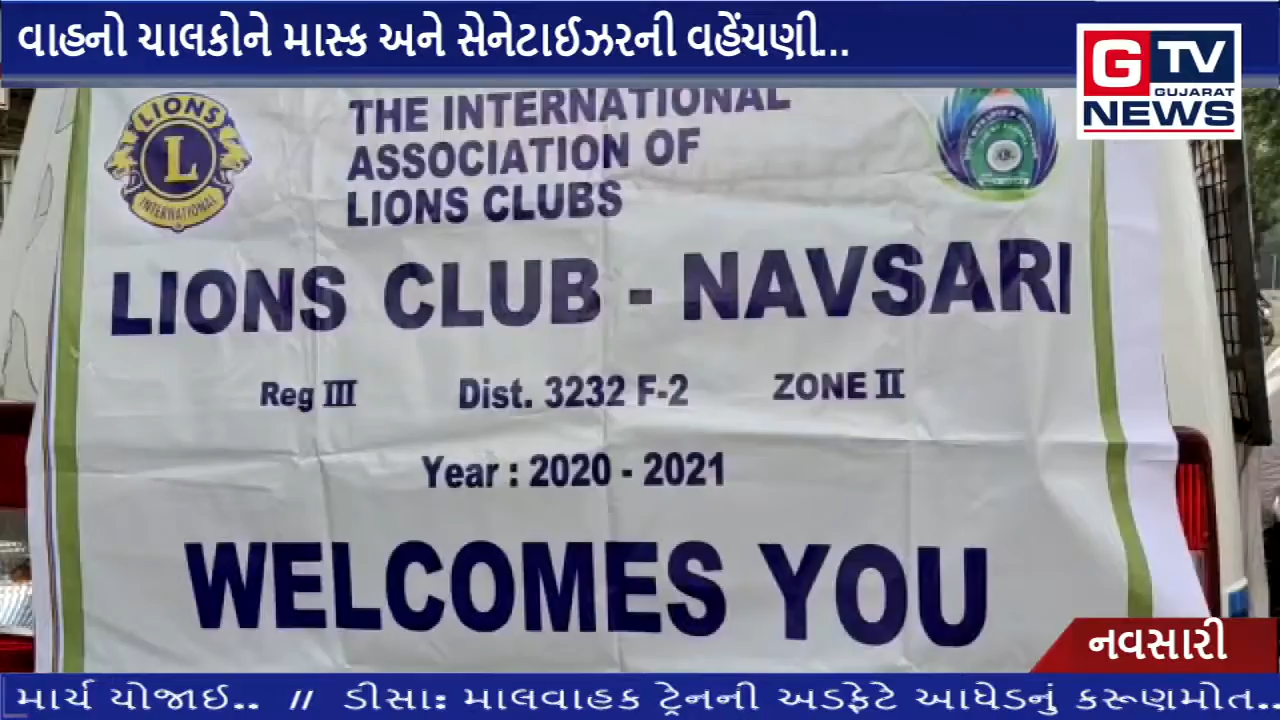 વાહનો ચાલકોને માસ્ક અને સેનેટાઈઝરની વહેંચણી...
G TV
GUJARAT
NEWS
LIONS
L
INTERNATIONAL
THE INTERNATIONAL
ASSOCIATION OF
LIONS CLUBS
LIONS CLUB - NAVSARI
Reg III Dist. 3232 F-2 ZONE II
Year : 2020 - 2021
WELCOMES YOU
નવસારી
માર્ચ યોજાઇ.. // ડીસા: માલવાહક ટ્રેનની અડફેટે આધેડનું કરૂણમોત..